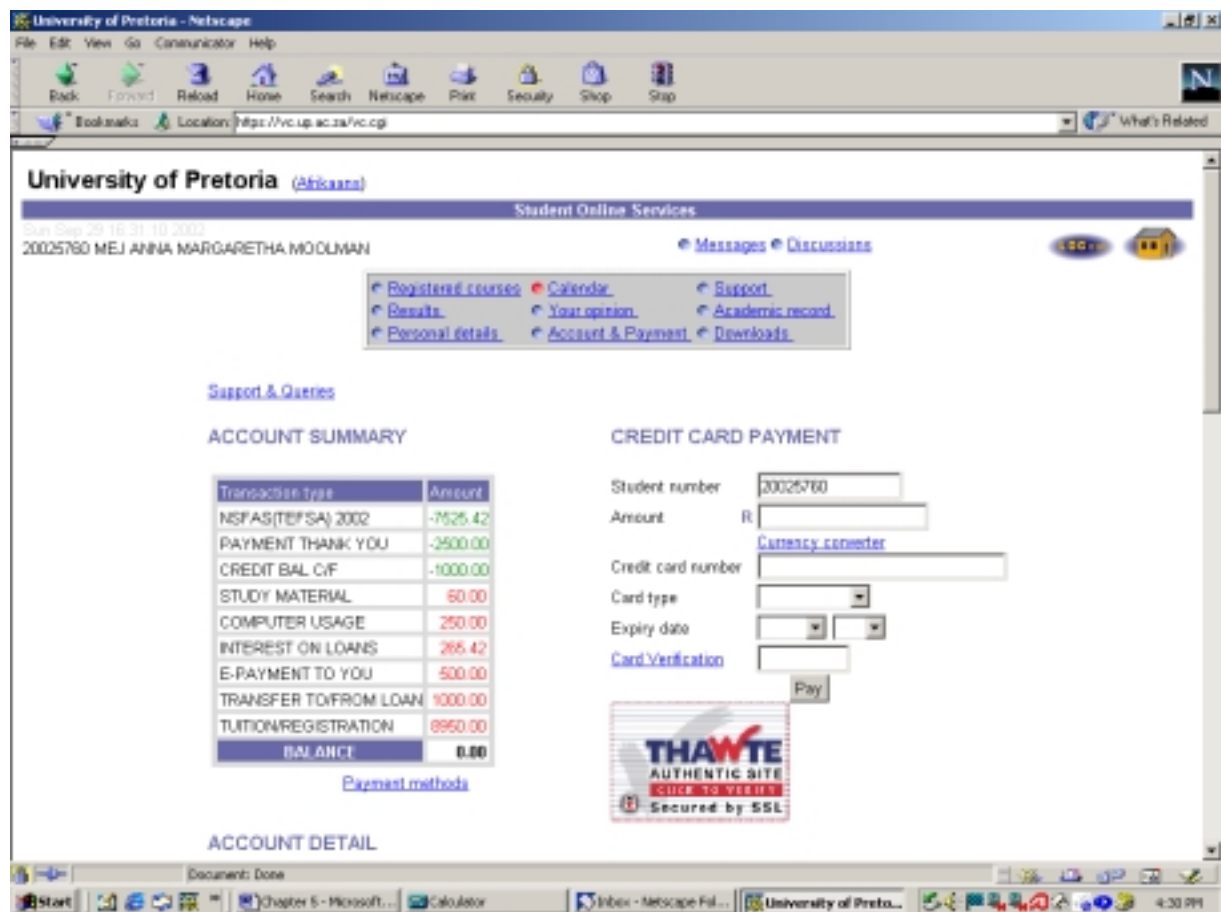 University of Pretoria - Netscape
File Edit View Go Communicator Help
Back Forward Reload Home Search Netscape Print Security Shop Stop
N
Bookmarks Location: https://vc.up.ac.za/vc.cgi What's Related
University of Pretoria (Afrikaans)
Student Online Services
Sun Sep 29 16:31:10 2002
20025760 MEJ ANNA MARGARETHA MOOLMAN Messages Discussions
Registered courses Calendar Support
Results Your opinion Academic record
Personal details Account & Payment Downloads
Support & Queries
ACCOUNT SUMMARY CREDIT CARD PAYMENT
Transaction type Amount
NSFAS(TEFSA) 2002 -7525.42
PAYMENT THANK YOU -2500.00
CREDIT BAL C/F -1000.00
STUDY MATERIAL 60.00
COMPUTER USAGE 250.00
INTEREST ON LOANS 265.42
E-PAYMENT TO YOU 500.00
TRANSFER TO/FROM LOAN 1000.00
TUITION/REGISTRATION 8950.00
BALANCE 0.00
Payment methods
Student number 20025760
Amount R
Currency converter
Credit card number
Card type
Expiry date
Card Verification
Pay
THAWTE
AUTHENTIC SITE
CLICK TO VERIFY
Secured by SSL
ACCOUNT DETAIL
Document: Done
Start Chapter 5 - Microsoft... Calculator Inbox - Netscape Fol... University of Preto... 4:30 PM